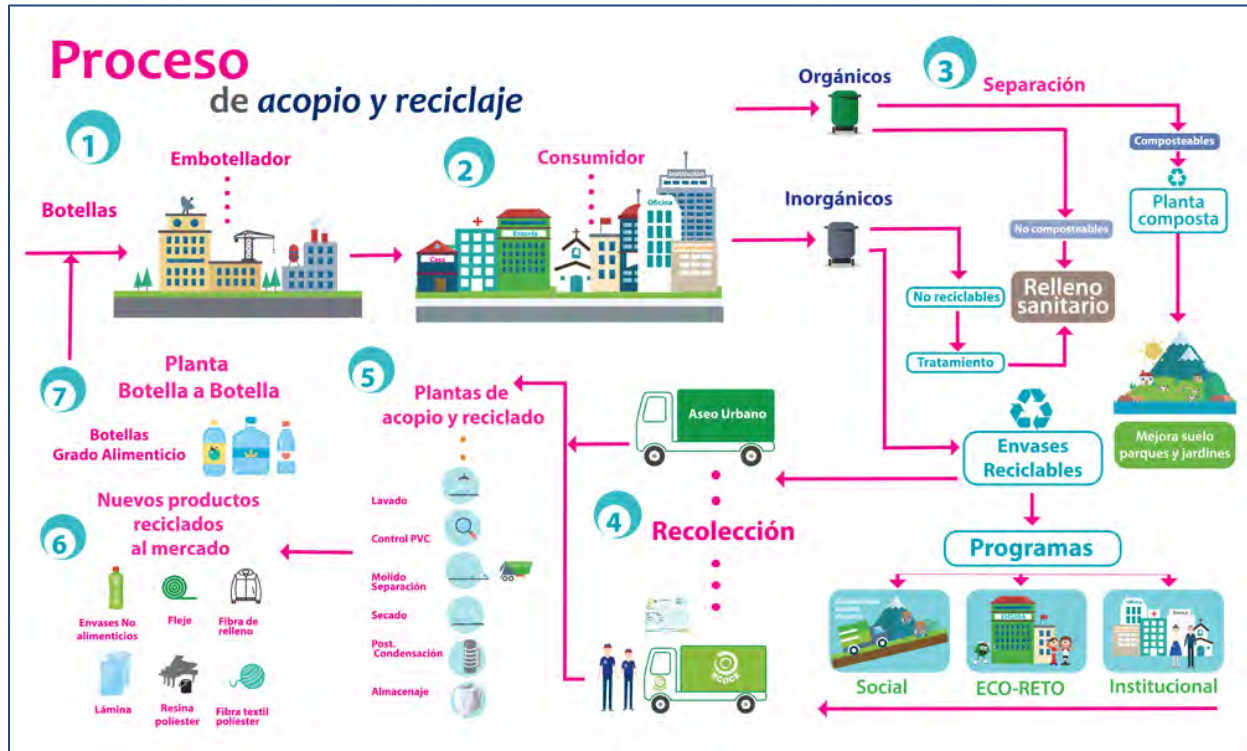 Proceso
de acopio y reciclaje
1
Embotellador
Botellas
2
Consumidor
Casa
Escuela
Oficina
Institución
Orgánicos
Inorgánicos
3
Separación
Composteables
Planta
composta
No composteables
Relleno
sanitario
No reciclables
Tratamiento
Mejora suelo
parques y jardines
Envases
Reciclables
Programas
Social
ECO-RETO
Institucional
4
Recolección
Aseo Urbano
ECOCE
5
Plantas de
acopio y reciclado
Lavado
Control PVC
Molido
Separación
Secado
Post.
Condensación
Almacenaje
6
Nuevos productos
reciclados
al mercado
Envases No
alimenticios
Fleje
Fibra de
relleno
Lámina
Resina
poliester
Fibra textil
poliester
7
Planta
Botella a Botella
Botellas
Grado Alimenticio